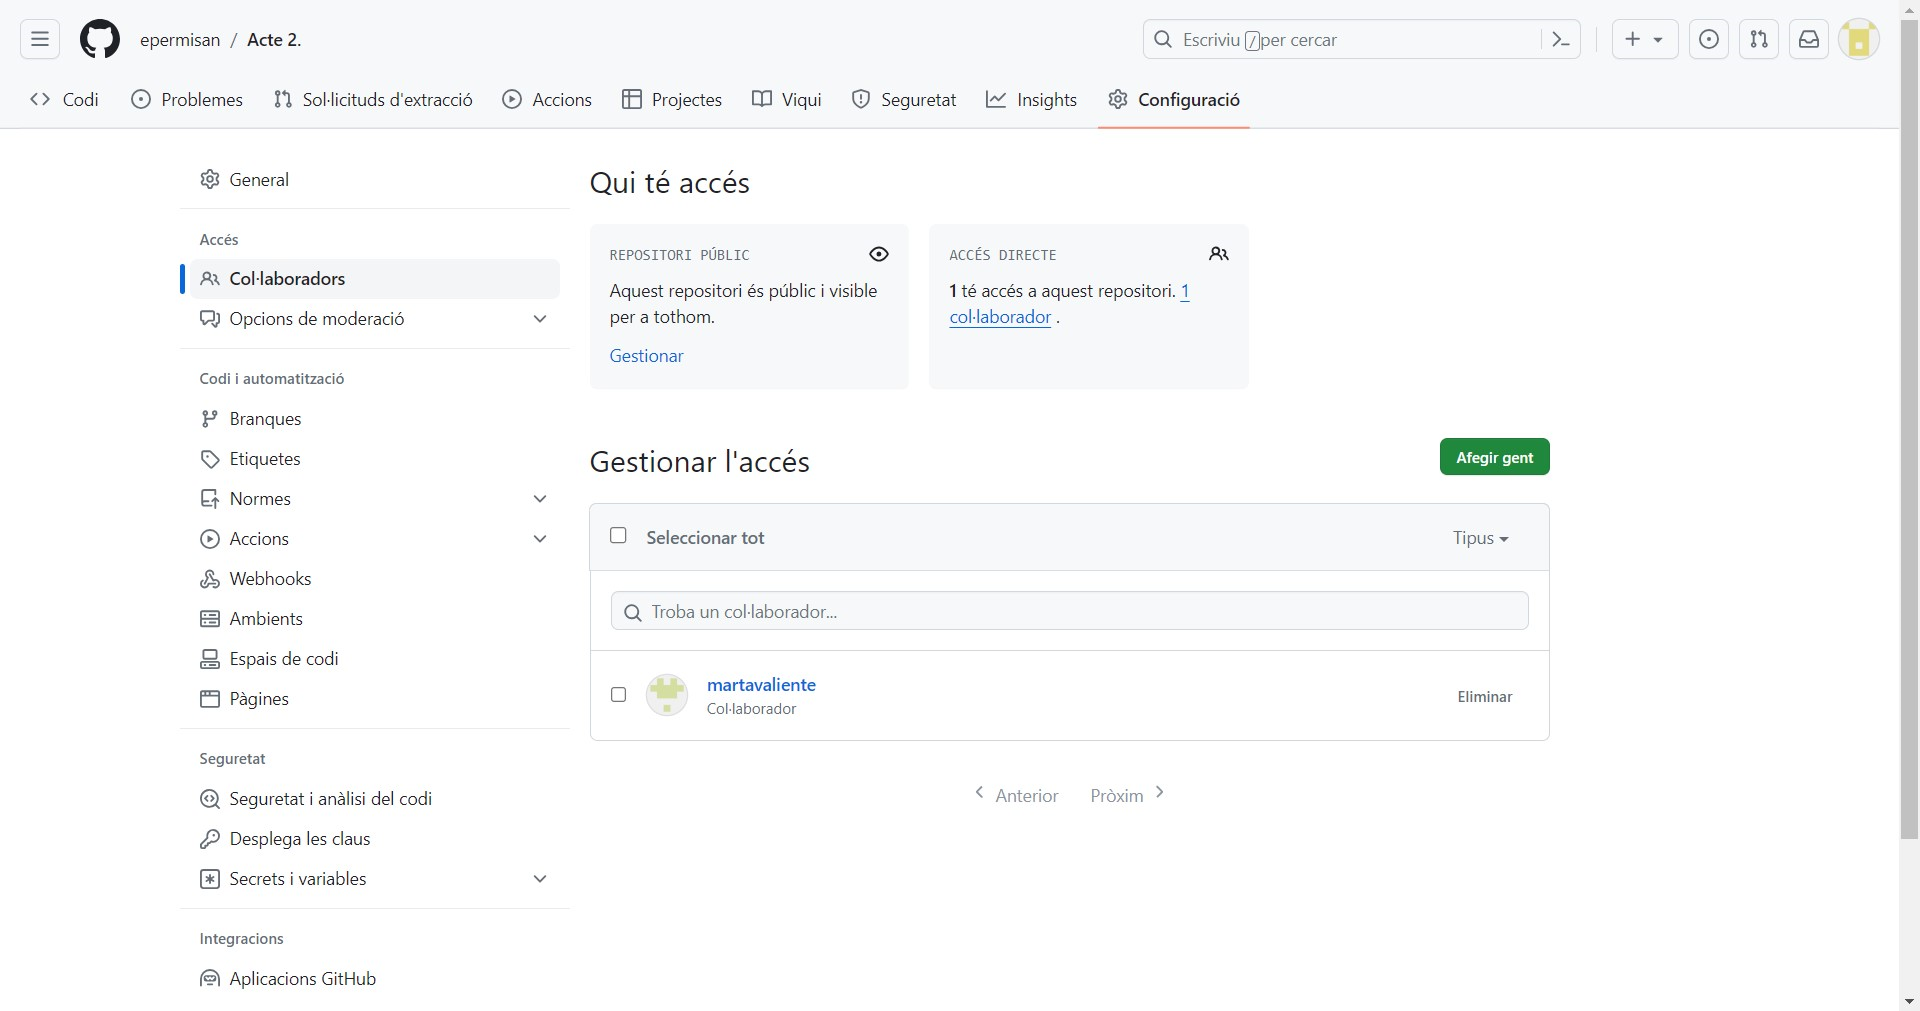 epermisan / Acte 2.
Escriviu / per cercar
Codi
Problemes
Sol·licituds d'extracció
Accions
Projectes
Viqui
Seguretat
Insights
Configuració
General
Accés
Col·laboradors
Opcions de moderació
Codi i automatització
Branques
Etiquetes
Normes
Accions
Webhooks
Ambients
Espais de codi
Pàgines
Seguretat
Seguretat i anàlisi del codi
Desplega les claus
Secrets i variables
Integracions
Aplicacions GitHub
Qui té accés
REPOSITORI PÚBLIC
Aquest repositori és públic i visible
per a tothom.
Gestionar
ACCÉS DIRECTE
1 té accés a aquest repositori. 1
col·laborador .
Gestionar l'accés
Afegir gent
Seleccionar tot
Tipus
Troba un col·laborador...
martavaliente
Col·laborador
Eliminar
Anterior
Pròxim